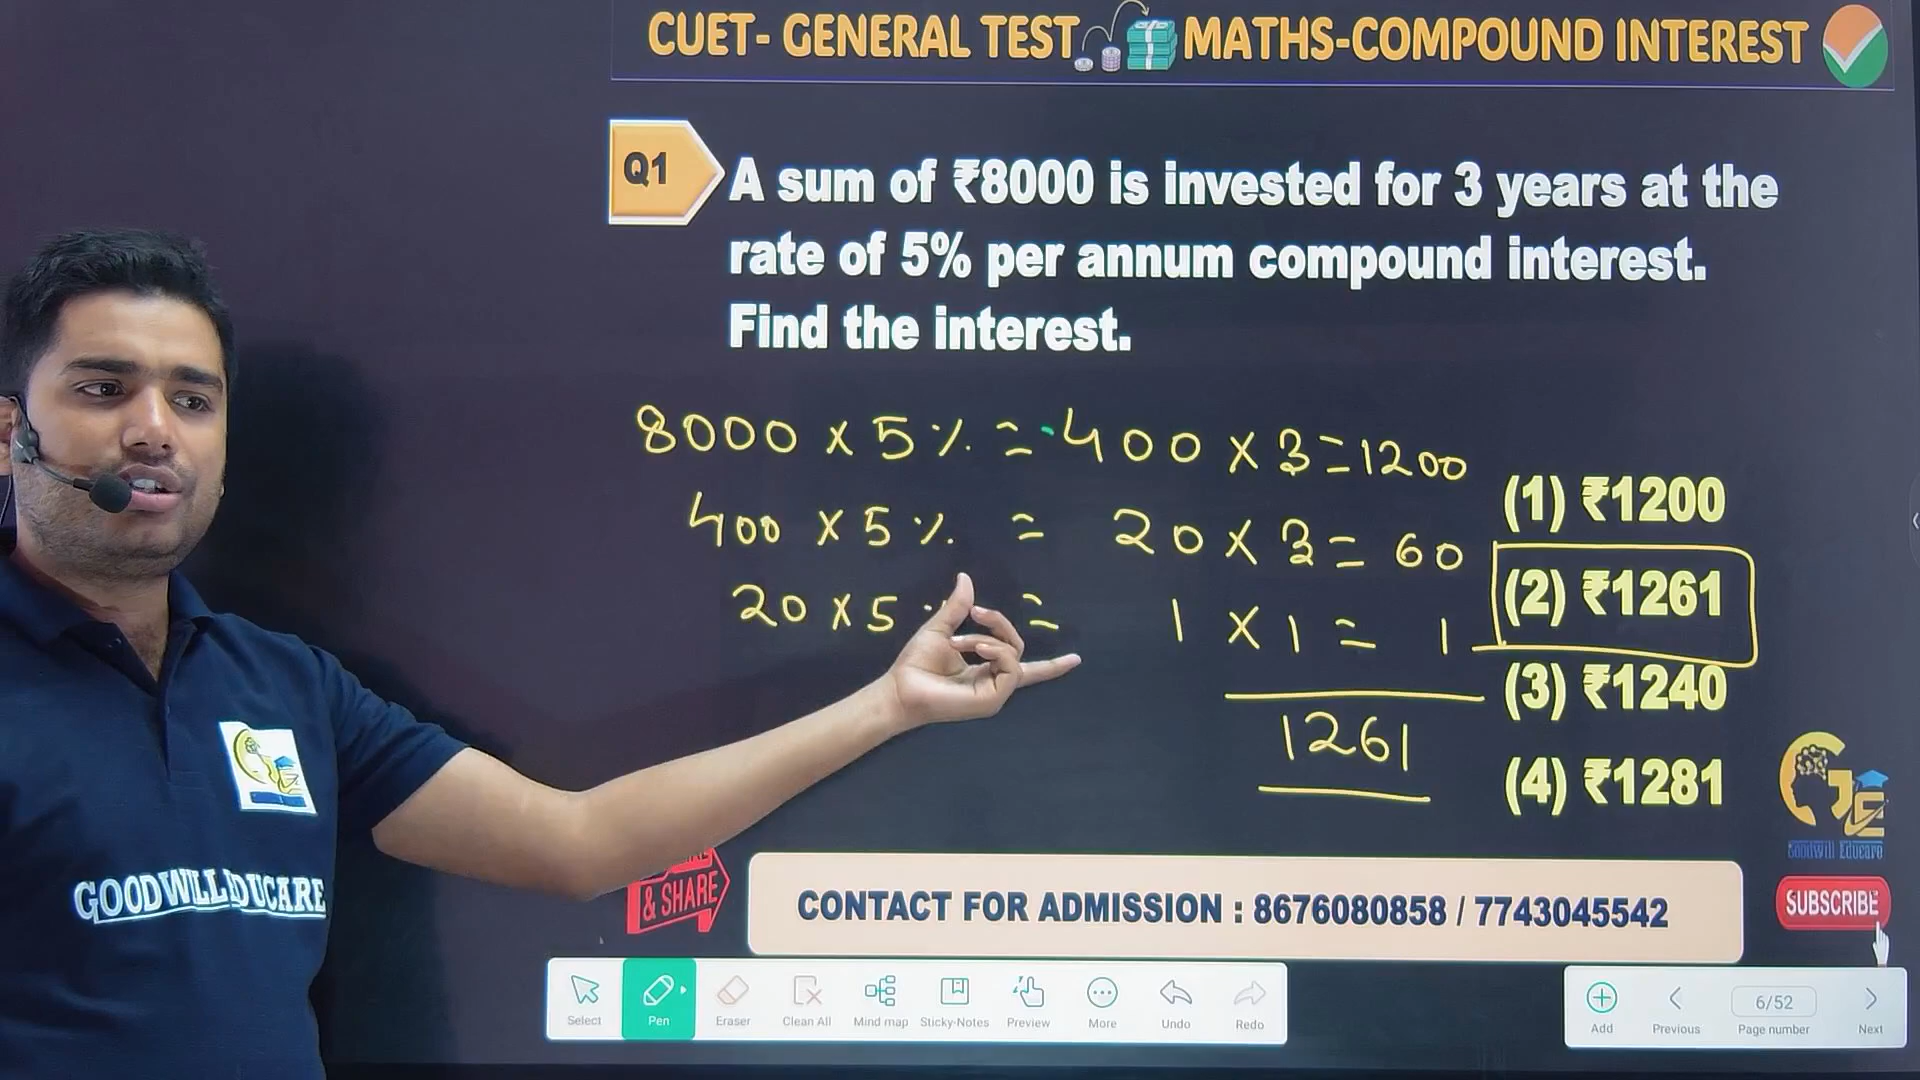 CUET- GENERAL TEST MATHS-COMPOUND INTEREST
Q1
A sum of ₹8000 is invested for 3 years at the
rate of 5% per annum compound interest.
Find the interest.
8000 × 5% = 400 × 3 = 1200
400 × 5% = 20 × 3 = 60
20 × 5% = 1 × 1 = 1
1261
(1) ₹1200
(2) ₹1261
(3) ₹1240
(4) ₹1281
GOODWILL EDUCARE
Goodwill Educare
& SHARE
CONTACT FOR ADMISSION : 8676080858 / 7743045542
SUBSCRIBE
Select Pen Eraser Clean All Mind map Sticky-Notes Preview More Undo Redo
Add Previous 6/52 Page number Next